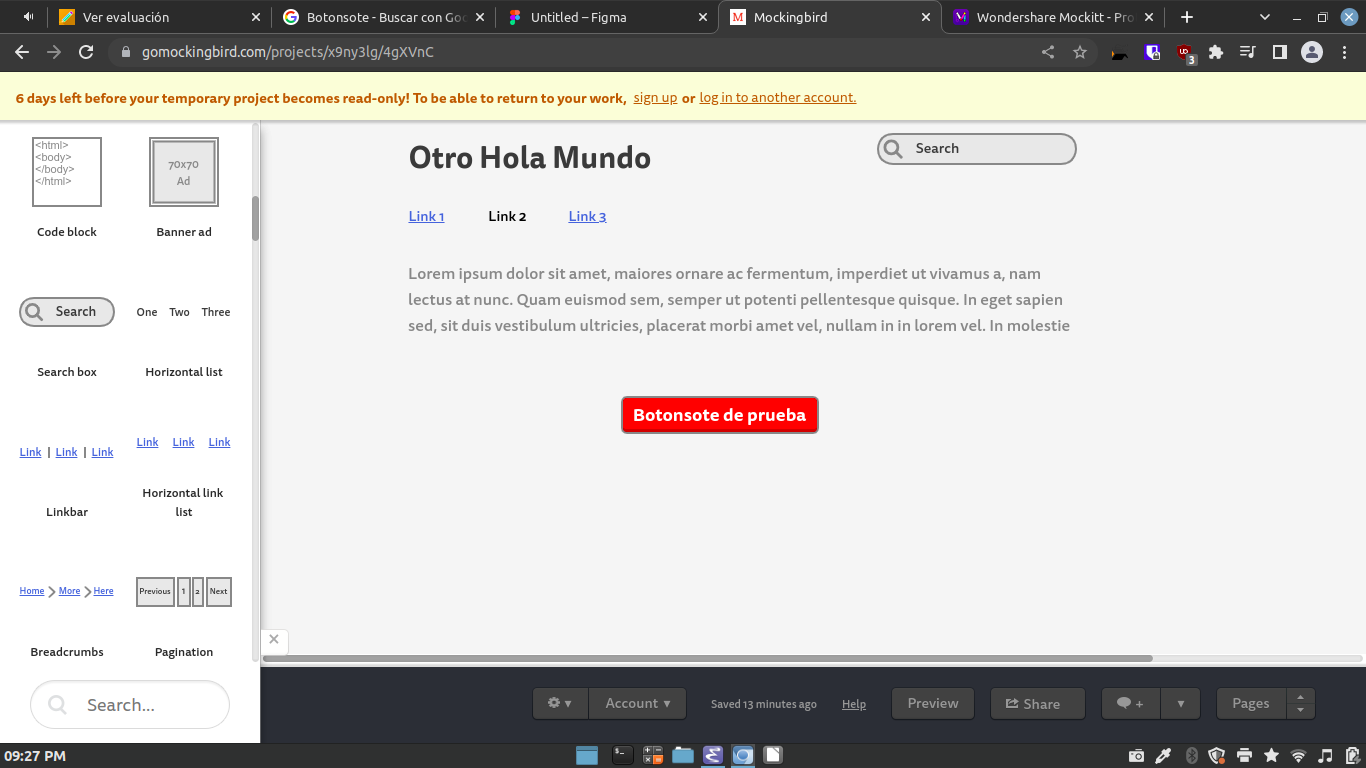 Ver evaluación
Botonsote - Buscar con Goo
Untitled – Figma
Mockingbird
Wondershare Mockitt - Pro
gomockingbird.com/projects/x9ny3lg/4gXVnC
3
6 days left before your temporary project becomes read-only! To be able to return to your work, sign up or log in to another account.
<html>
<body>
</body>
</html>
70x70
Ad
Code block
Banner ad
Search
One Two Three
Search box
Horizontal list
Link | Link | Link
Link Link Link
Linkbar
Horizontal link
list
Home More Here
Previous 1 2 Next
Breadcrumbs
Pagination
Search...
Otro Hola Mundo
Search
Link 1 Link 2 Link 3
Lorem ipsum dolor sit amet, maiores ornare ac fermentum, imperdiet ut vivamus a, nam
lectus at nunc. Quam euismod sem, semper ut potenti pellentesque quisque. In eget sapien
sed, sit duis vestibulum ultricies, placerat morbi amet vel, nullam in in lorem vel. In molestie
Botonsote de prueba
Account
Saved 13 minutes ago
Help
Preview
Share
+
Pages
09:27 PM